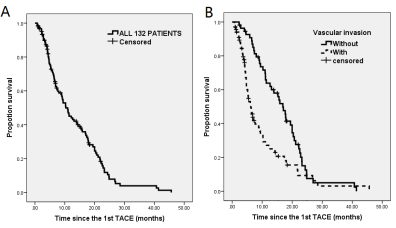 A
B
ALL 132 PATIENTS
Censored
Vascular invasion
Without
With
censored
Propotion survival
1.0
0.8
0.6
0.4
0.2
0.0
.00 10.00 20.00 30.00 40.00 50.00
Time since the 1st TACE (months)
Propotion survival
1.0
0.8
0.6
0.4
0.2
0.0
.00 10.00 20.00 30.00 40.00 50.00
Time since the 1st TACE (months)